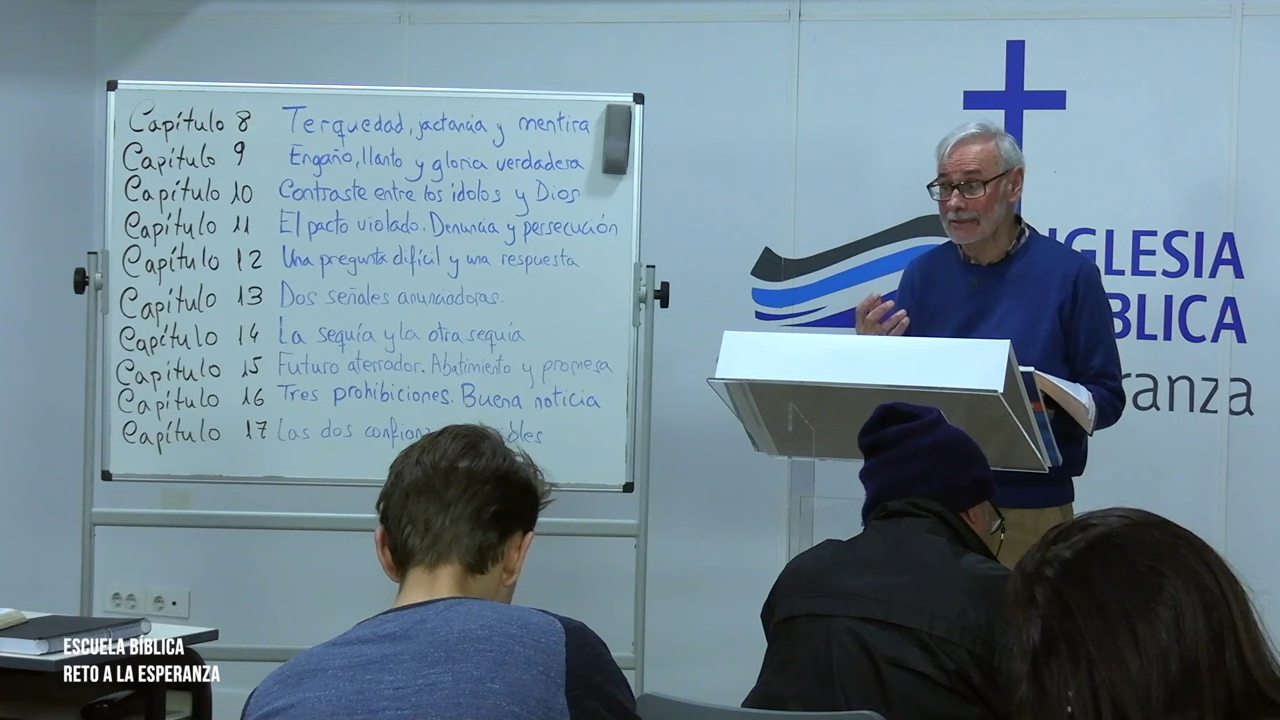 Capítulo 8 Terquedad, jactancia y mentira
Capítulo 9 Engaño, llanto y gloria verdadera
Capítulo 10 Contraste entre los ídolos y Dios
Capítulo 11 El pacto violado. Denuncia y persecución
Capítulo 12 Una pregunta difícil y una respuesta
Capítulo 13 Dos señales anunciadoras.
Capítulo 14 La sequía y la otra sequía
Capítulo 15 Futuro aterrador. Abatimiento y promesa
Capítulo 16 Tres prohibiciones. Buena noticia
Capítulo 17 Las dos
IGLESIA
BLICA
ranza
ESCUELA BÍBLICA
RETO A LA ESPERANZA